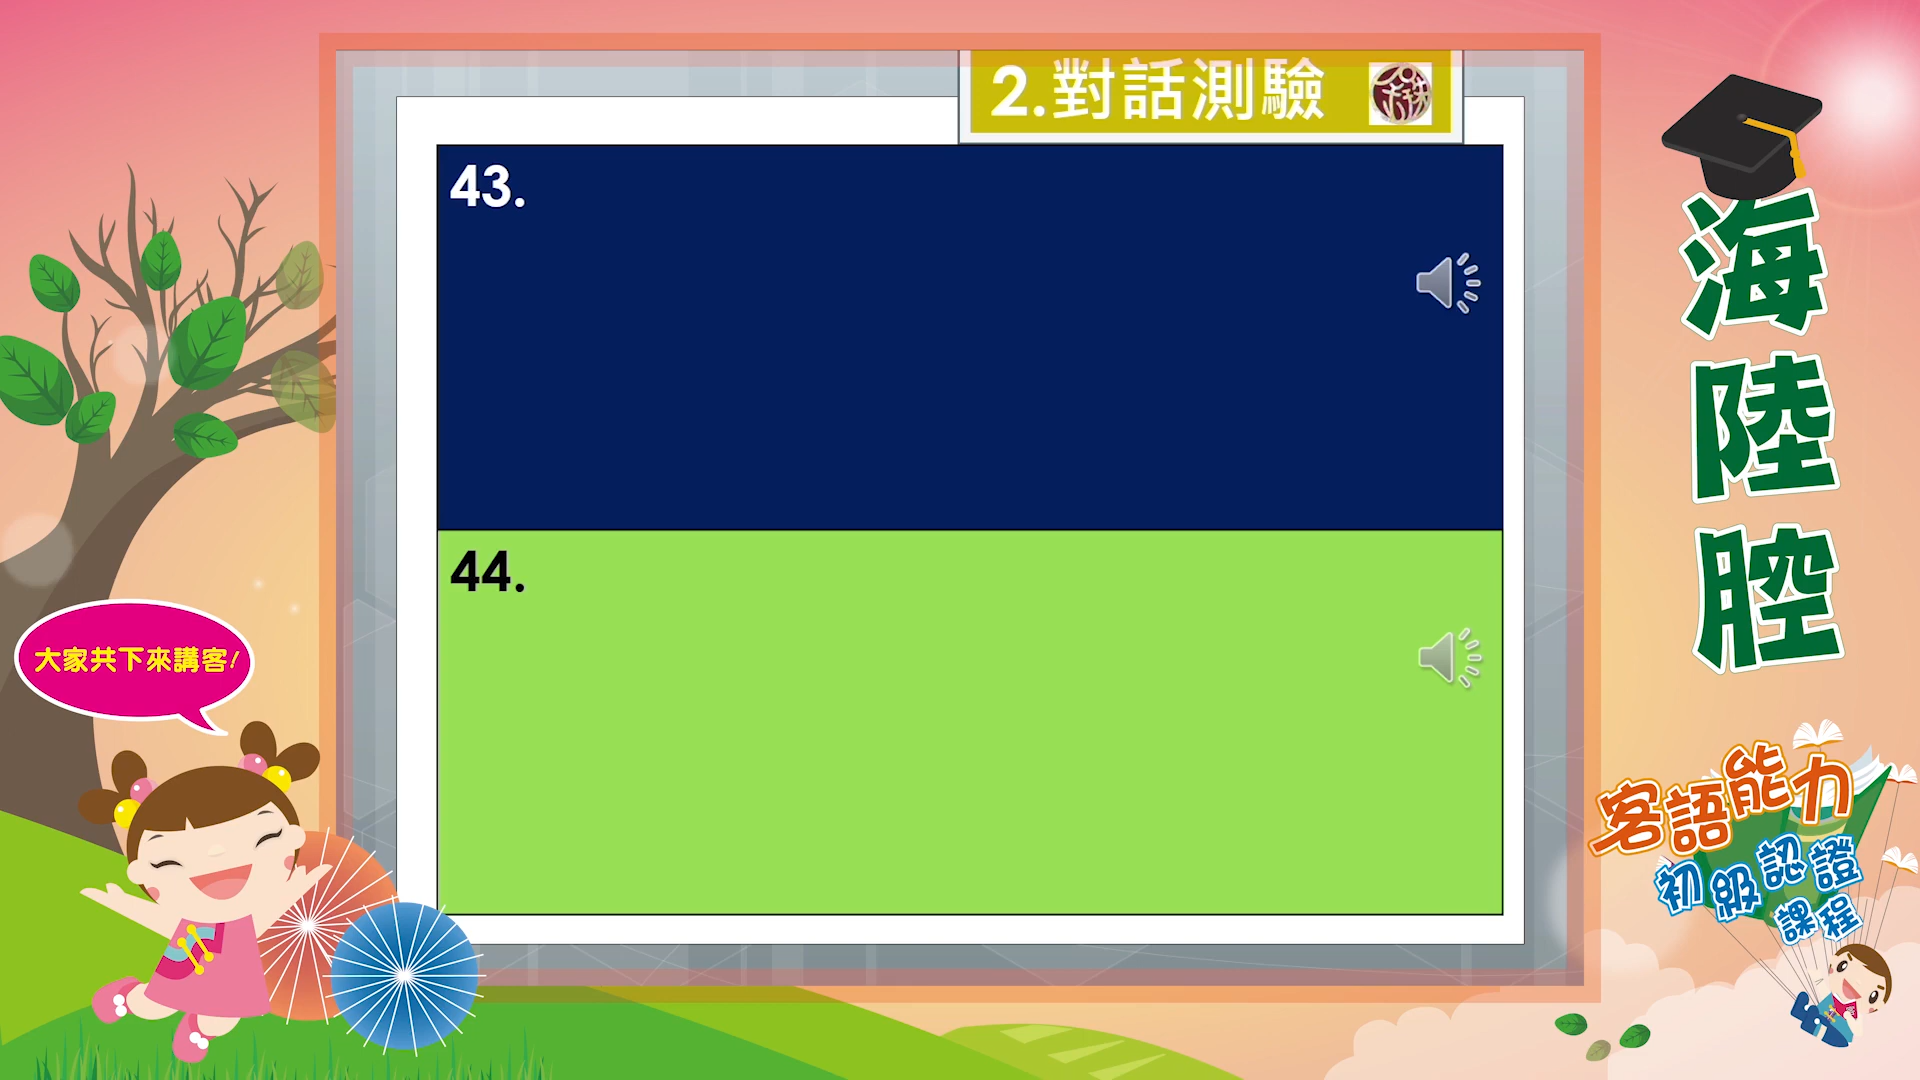 2.對話測驗
43.
44.
海陸腔
大家共下來講客!
客語能力
初級認證
課程